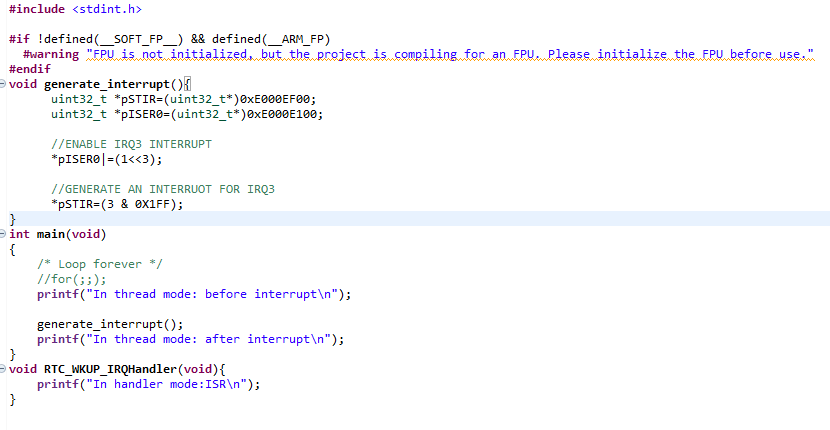 #include <stdint.h>
#if !defined(__SOFT_FP__) && defined(__ARM_FP)
#warning "FPU is not initialized, but the project is compiling for an FPU. Please initialize the FPU before use."
#endif
void generate_interrupt(){
uint32_t *pSTIR=(uint32_t*)0xE000EF00;
uint32_t *pISER0=(uint32_t*)0xE000E100;
//ENABLE IRQ3 INTERRUPT
*pISER0|=(1<<3);
//GENERATE AN INTERRUOT FOR IRQ3
*pSTIR=(3 & 0X1FF);
}
int main(void)
{
/* Loop forever */
//for(;;);
printf("In thread mode: before interrupt\n");
generate_interrupt();
printf("In thread mode: after interrupt\n");
}
void RTC_WKUP_IRQHandler(void){
printf("In handler mode:ISR\n");
}